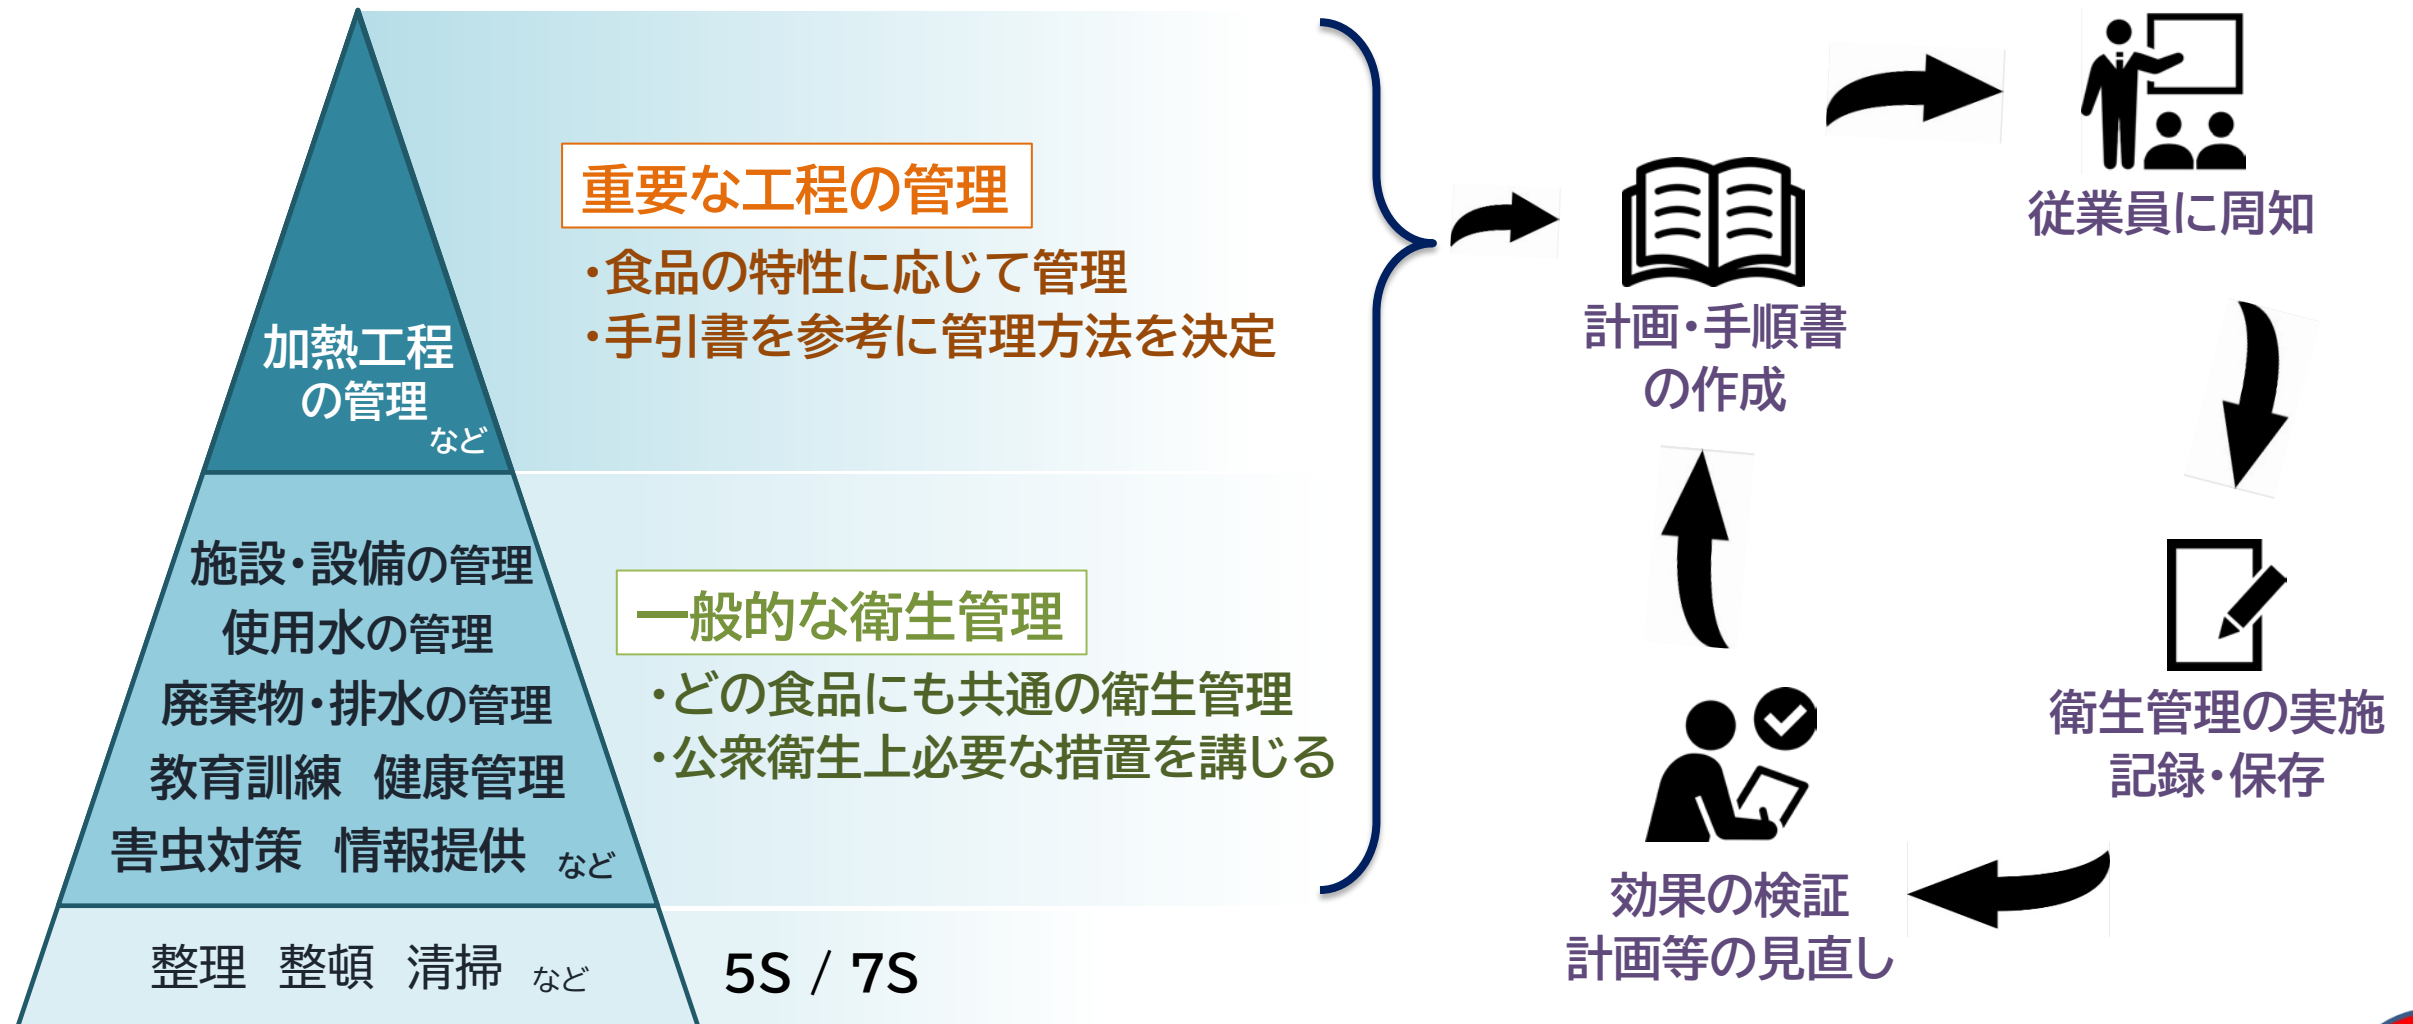 加熱工程
の管理
など
重要な工程の管理
・食品の特性に応じて管理
・手引書を参考に管理方法を決定
施設・設備の管理
使用水の管理
廃棄物・排水の管理
教育訓練 健康管理
害虫対策 情報提供 など
一般的な衛生管理
・どの食品にも共通の衛生管理
・公衆衛生上必要な措置を講じる
整理 整頓 清掃 など
5S / 7S
計画・手順書
の作成
従業員に周知
衛生管理の実施
記録・保存
効果の検証
計画等の見直し